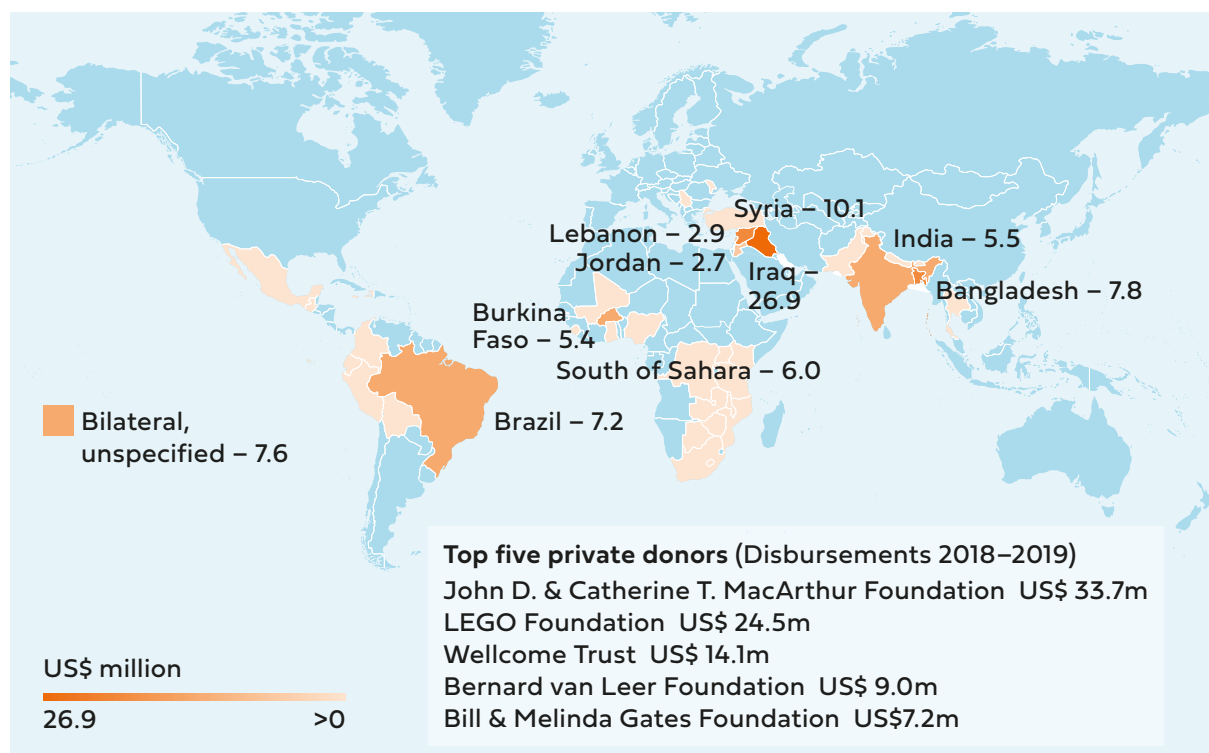 Syria – 10.1
Lebanon – 2.9
India – 5.5
Jordan – 2.7
Iraq –
26.9
Bangladesh – 7.8
Burkina
Faso – 5.4
South of Sahara – 6.0
Brazil – 7.2
Bilateral,
unspecified – 7.6
Top five private donors (Disbursements 2018–2019)
John D. & Catherine T. MacArthur Foundation US$ 33.7m
LEGO Foundation US$ 24.5m
Wellcome Trust US$ 14.1m
Bernard van Leer Foundation US$ 9.0m
Bill & Melinda Gates Foundation US$7.2m
US$ million
26.9 >0